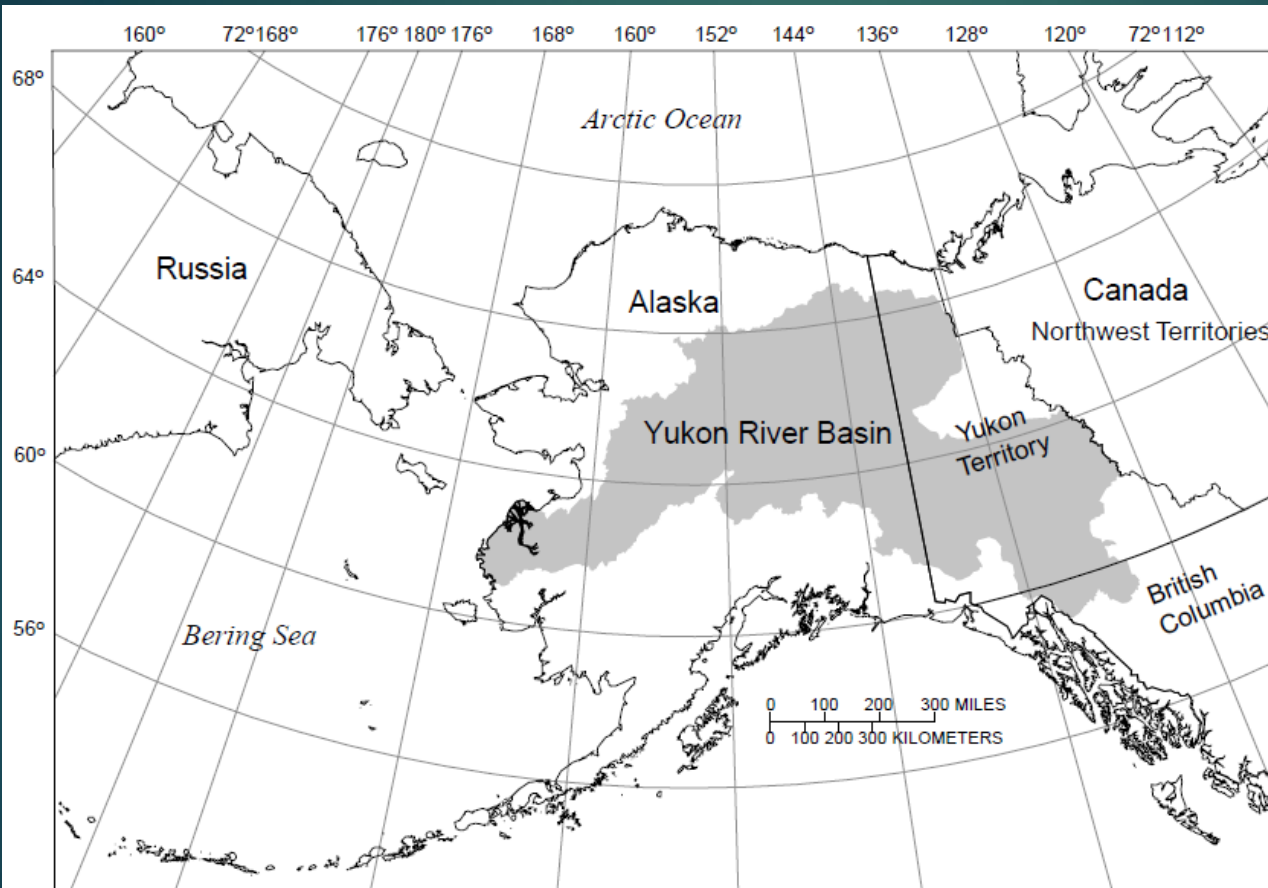 160° 72°168° 176° 180° 176° 168° 160° 152° 144° 136° 128° 120° 72°112°
68°
Arctic Ocean
Russia
64°
Alaska
Canada
Northwest Territories
Yukon River Basin
Yukon
Territory
60°
British
Columbia
56°
Bering Sea
0 100 200 300 MILES
0 100 200 300 KILOMETERS